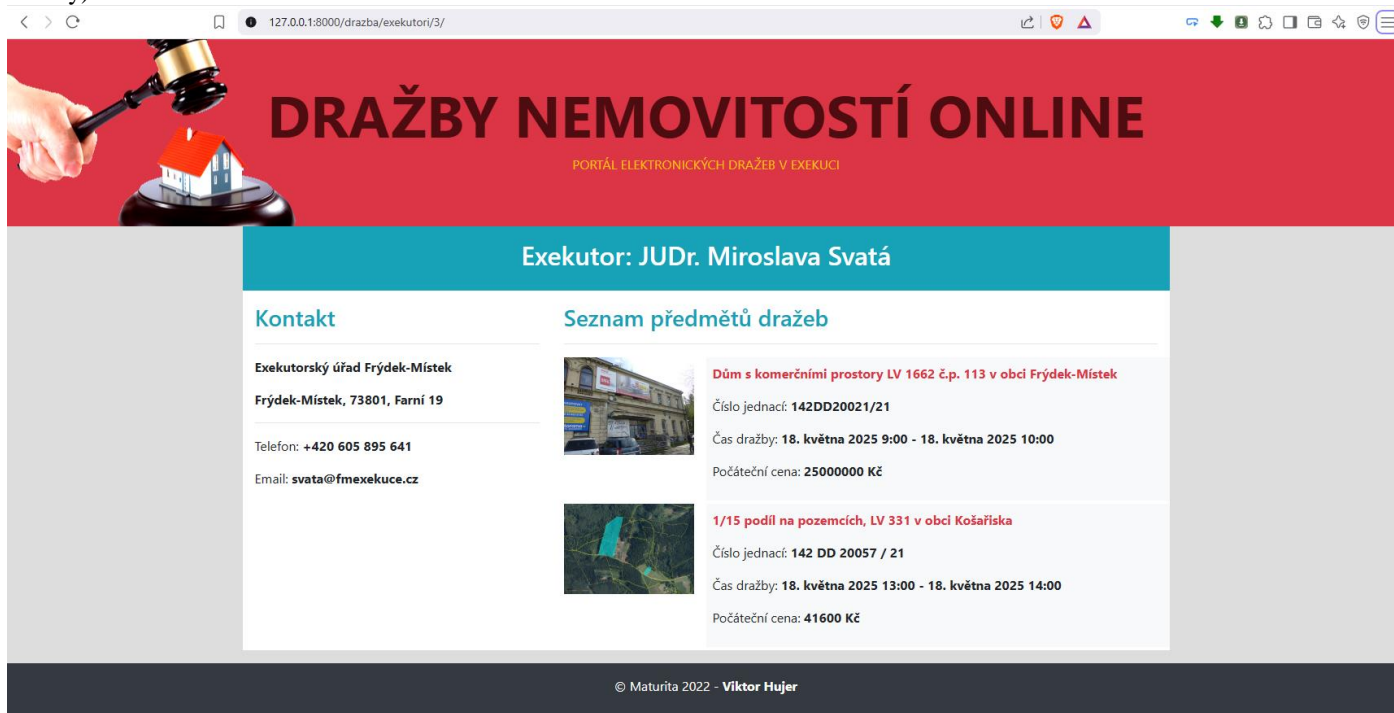 127.0.0.1:8000/drazba/exekutori/3/
DRAŽBY NEMOVITOSTÍ ONLINE
PORTÁL ELEKTRONICKÝCH DRAŽEB V EXEKUCI
Exekutor: JUDr. Miroslava Svatá
Kontakt
Exekutorský úřad Frýdek-Místek
Frýdek-Místek, 73801, Farní 19
Telefon: +420 605 895 641
Email: svata@fmexekuce.cz
Seznam předmětů dražeb
Dům s komerčními prostory LV 1662 č.p. 113 v obci Frýdek-Místek
Číslo jednací: 142DD20021/21
Čas dražby: 18. května 2025 9:00 - 18. května 2025 10:00
Počáteční cena: 25000000 Kč
1/15 podíl na pozemcích, LV 331 v obci Košařiska
Číslo jednací: 142 DD 20057 / 21
Čas dražby: 18. května 2025 13:00 - 18. května 2025 14:00
Počáteční cena: 41600 Kč
© Maturita 2022 - Viktor Hujer